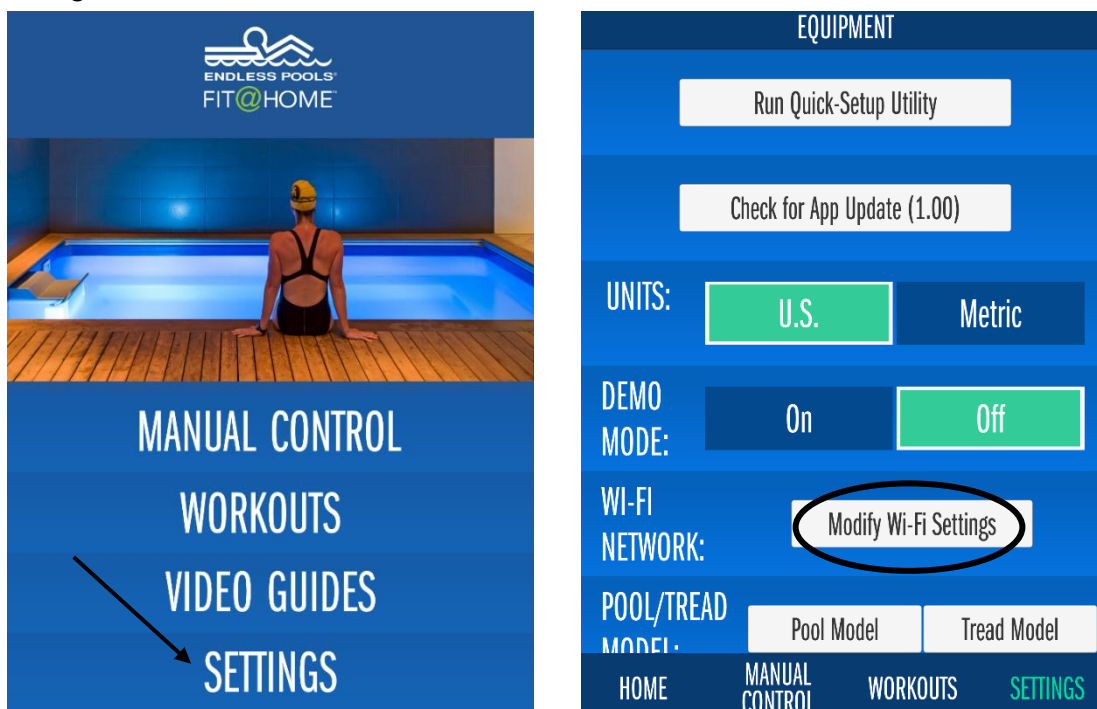 ENDLESS POOLS
FIT@HOME
MANUAL CONTROL
WORKOUTS
VIDEO GUIDES
SETTINGS
EQUIPMENT
Run Quick-Setup Utility
Check for App Update (1.00)
UNITS:
U.S. Metric
DEMO
MODE:
On Off
WI-FI
NETWORK:
Modify Wi-Fi Settings
POOL/TREAD
MODEL:
Pool Model Tread Model
HOME MANUAL CONTROL WORKOUTS SETTINGS